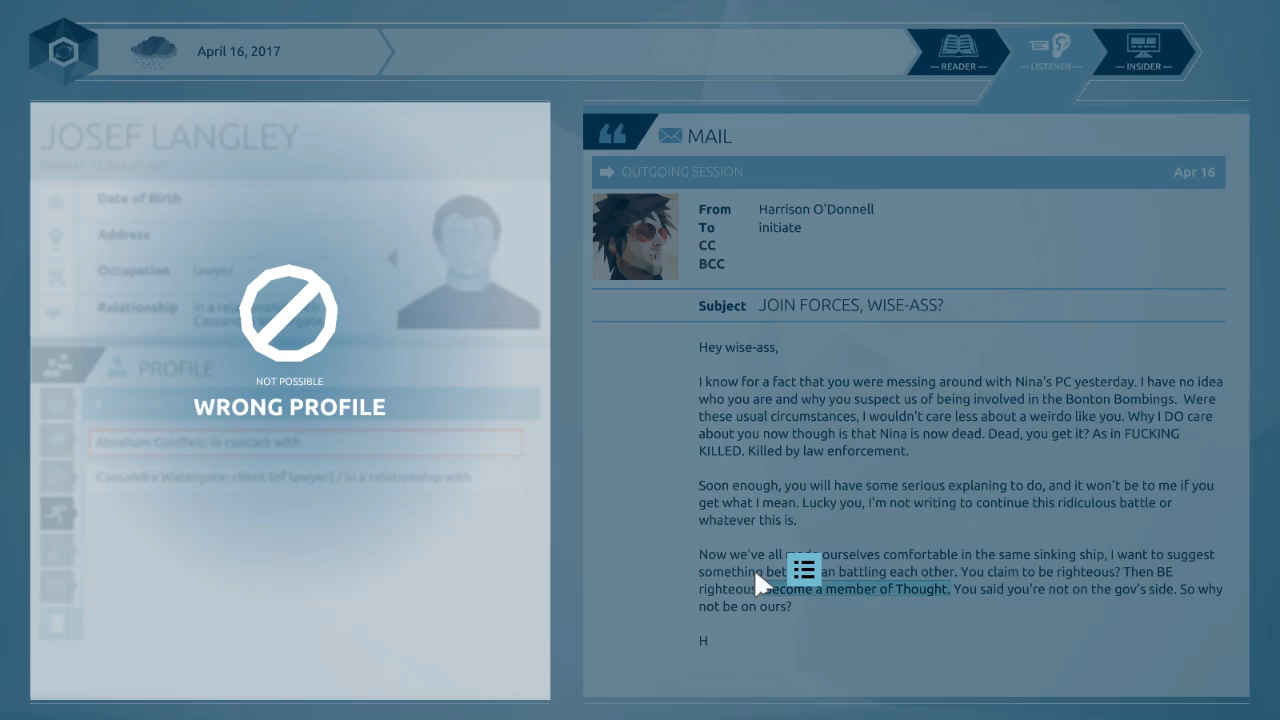 April 16, 2017
— READER —
— LISTENER —
— INSIDER —
JOSEF LANGLEY
Date of Birth
Address
Occupation lawyer
Relationship in a relationship with
Cassandra Watergate
PROFILE
NOT POSSIBLE
WRONG PROFILE
Abraham Goldfels: in contact with
Cassandra Watergate: client (of lawyer) / in a relationship with
MAIL
OUTGOING SESSION Apr 16
From Harrison O'Donnell
To initiate
CC
BCC
Subject JOIN FORCES, WISE-ASS?
Hey wise-ass,
I know for a fact that you were messing around with Nina's PC yesterday. I have no idea
who you are and why you suspect us of being involved in the Bonton Bombings. Were
these usual circumstances, I wouldn't care less about a weirdo like you. Why I DO care
about you now though is that Nina is now dead. Dead, you get it? As in FUCKING
KILLED. Killed by law enforcement.
Soon enough, you will have some serious explaning to do, and it won't be to me if you
get what I mean. Lucky you, I'm not writing to continue this ridiculous battle or
whatever this is.
Now we've all made ourselves comfortable in the same sinking ship, I want to suggest
something better than battling each other. You claim to be righteous? Then BE
righteous, become a member of Thought. You said you're not on the gov's side. So why
not be on ours?
H